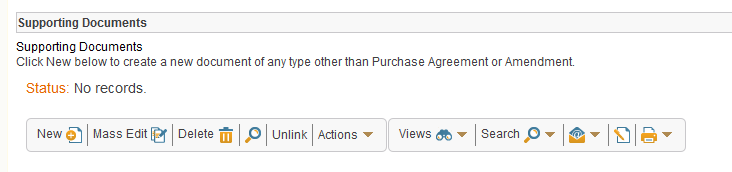 Supporting Documents
Supporting Documents
Click New below to create a new document of any type other than Purchase Agreement or Amendment.
Status: No records.
New Mass Edit Delete Unlink Actions Views Search